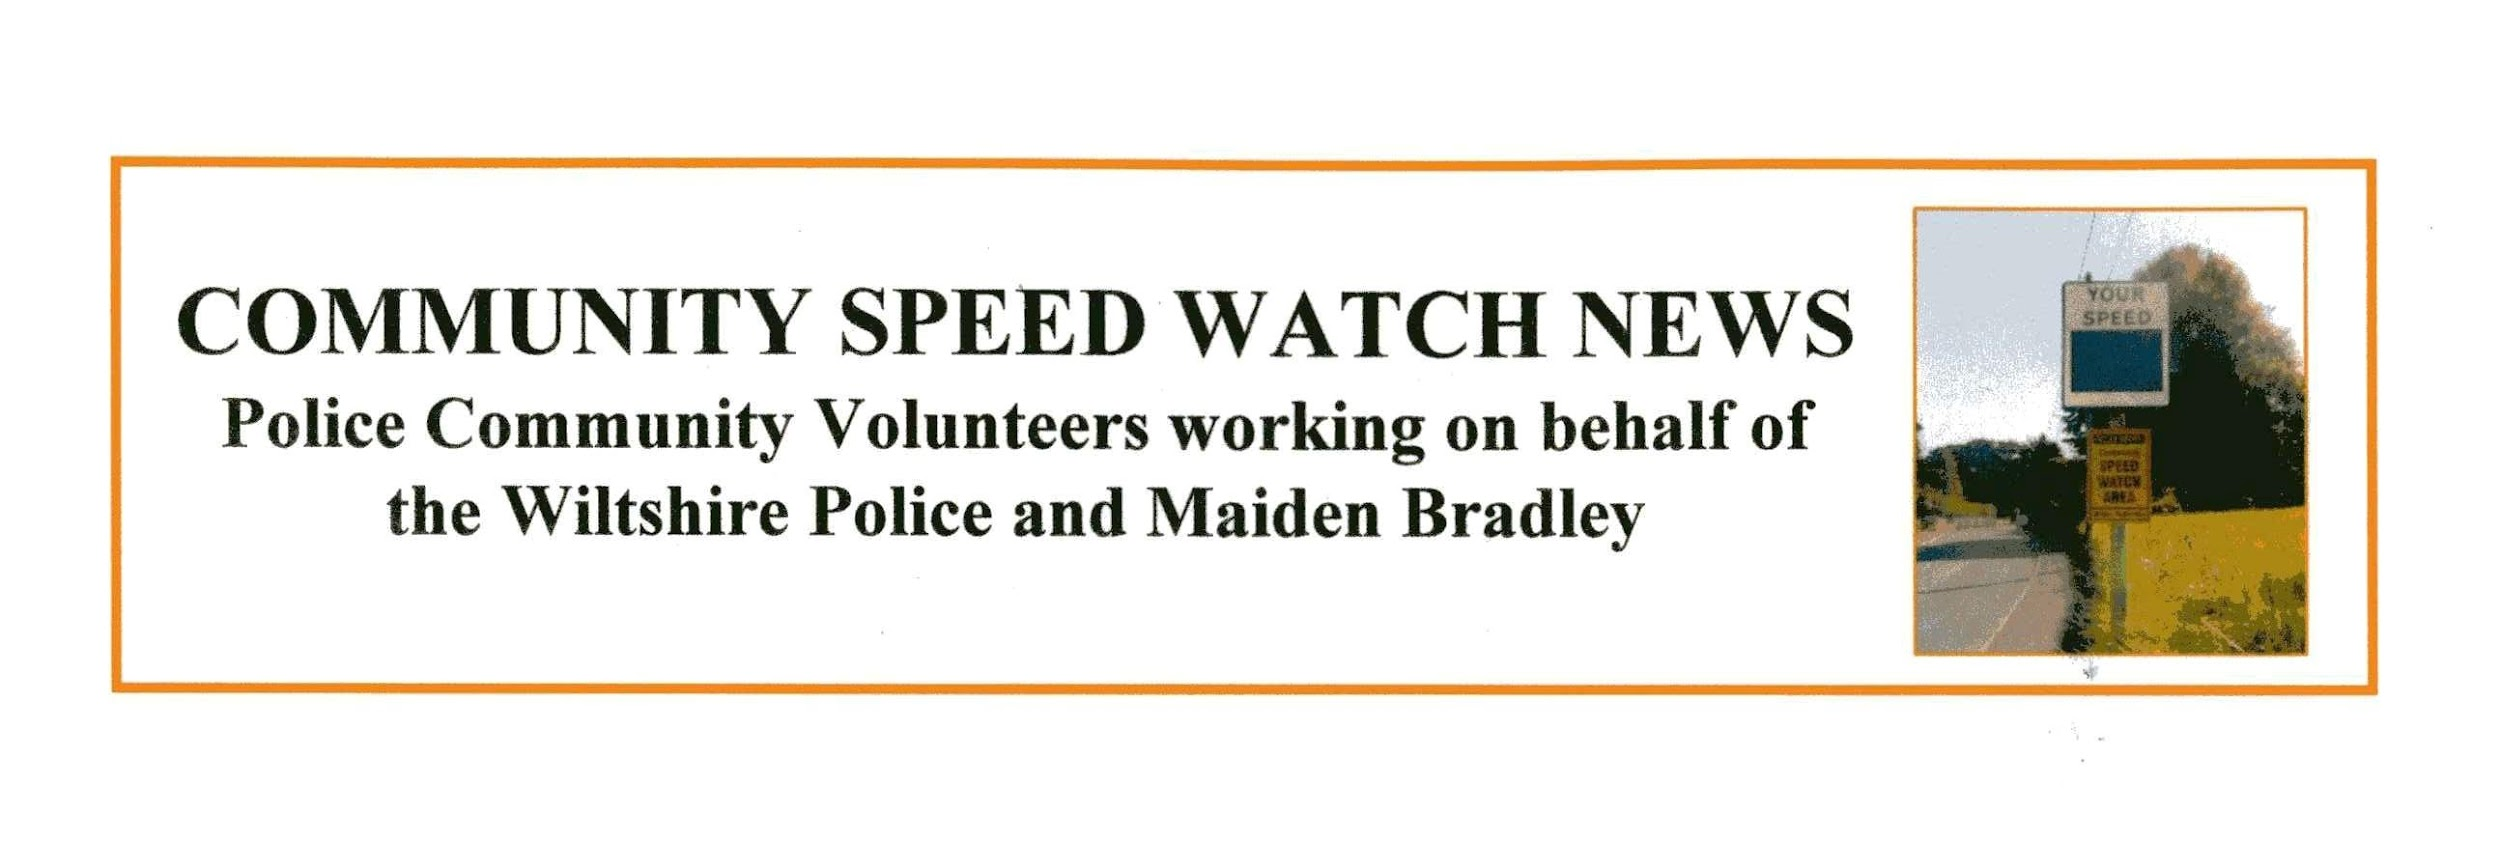 COMMUNITY SPEED WATCH NEWS
Police Community Volunteers working on behalf of
the Wiltshire Police and Maiden Bradley
YOUR
SPEED
SPEED
WATCH
AREA